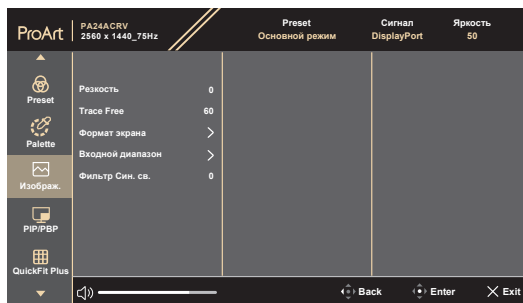 ProArt
PA24ACRV
2560 x 1440_75Hz
Preset
Основной режим
Сигнал
DisplayPort
Яркость
50
Preset
Palette
Изображ.
PIP/PBP
QuickFit Plus
Резкость 0
Trace Free 60
Формат экрана
Входной диапазон
Фильтр Син. св. 0
Back
Enter
Exit